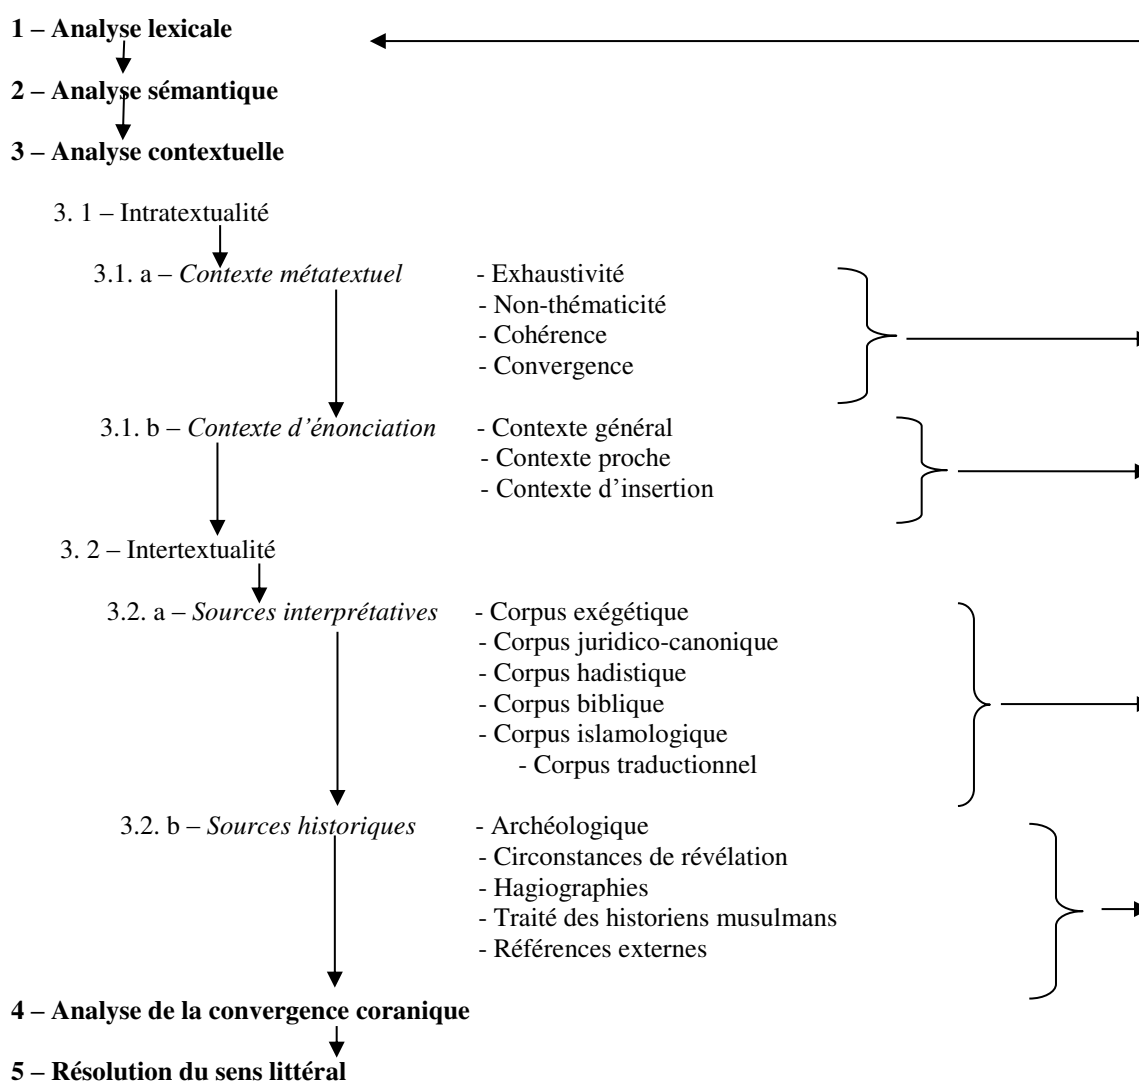 1 – Analyse lexicale
2 – Analyse sémantique
3 – Analyse contextuelle
3. 1 – Intratextualité
3.1. a – Contexte métatextuel - Exhaustivité
- Non-thématicité
- Cohérence
- Convergence
3.1. b – Contexte d’énonciation - Contexte général
- Contexte proche
- Contexte d’insertion
3. 2 – Intertextualité
3.2. a – Sources interprétatives - Corpus exégétique
- Corpus juridico-canonique
- Corpus hadistique
- Corpus biblique
- Corpus islamologique
- Corpus traductionnel
3.2. b – Sources historiques - Archéologique
- Circonstances de révélation
- Hagiographies
- Traité des historiens musulmans
- Références externes
4 – Analyse de la convergence coranique
5 – Résolution du sens littéral